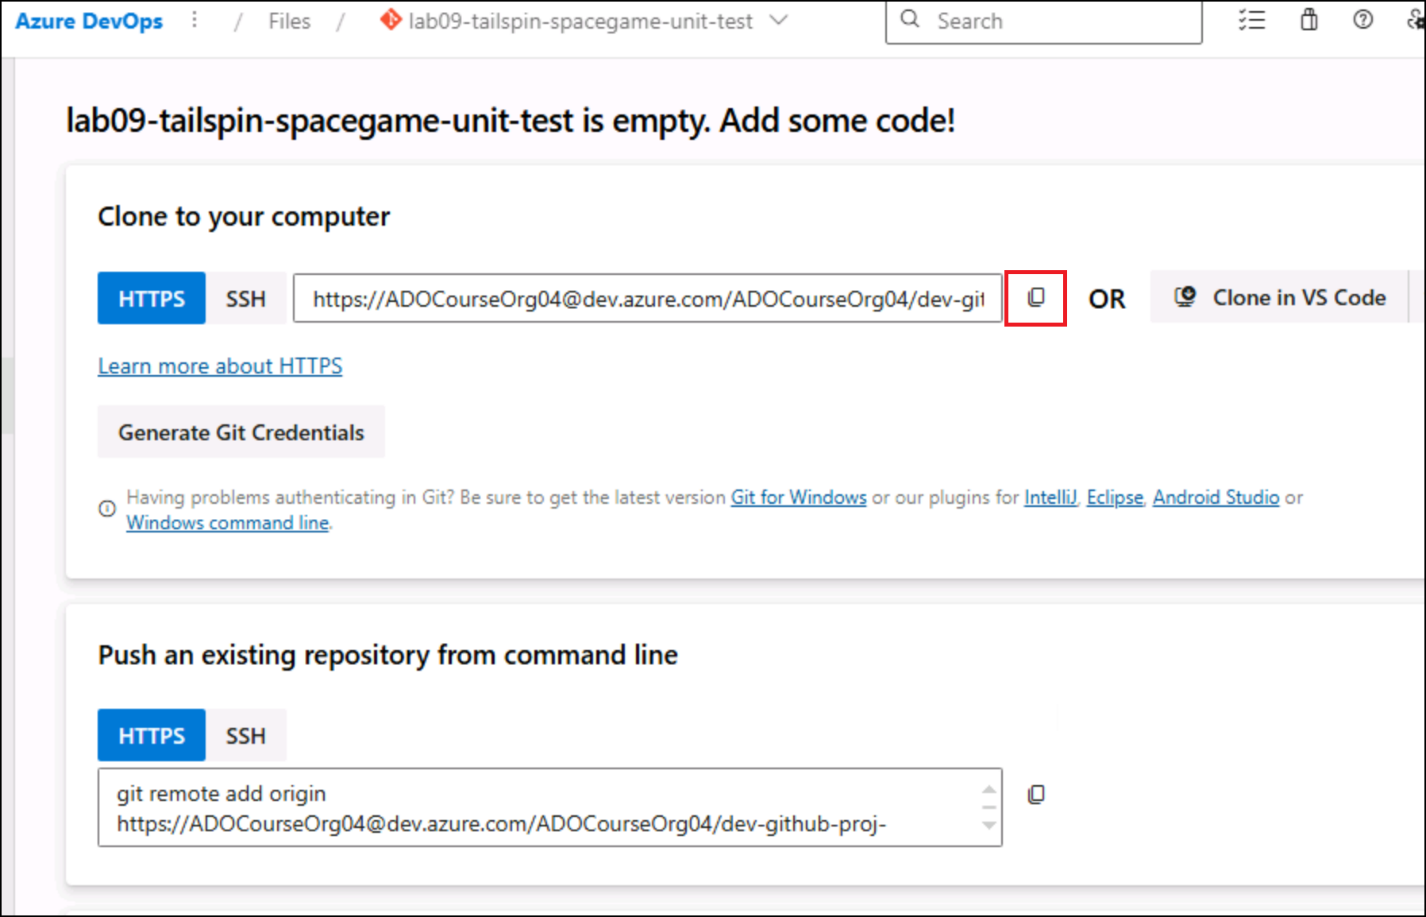 Azure DevOps / Files / lab09-tailspin-spacegame-unit-test Search
lab09-tailspin-spacegame-unit-test is empty. Add some code!
Clone to your computer
HTTPS SSH https://ADOCourseOrg04@dev.azure.com/ADOCourseOrg04/dev-git OR Clone in VS Code
Learn more about HTTPS
Generate Git Credentials
Having problems authenticating in Git? Be sure to get the latest version Git for Windows or our plugins for IntelliJ, Eclipse, Android Studio or
Windows command line.
Push an existing repository from command line
HTTPS SSH
git remote add origin
https://ADOCourseOrg04@dev.azure.com/ADOCourseOrg04/dev-github-proj-